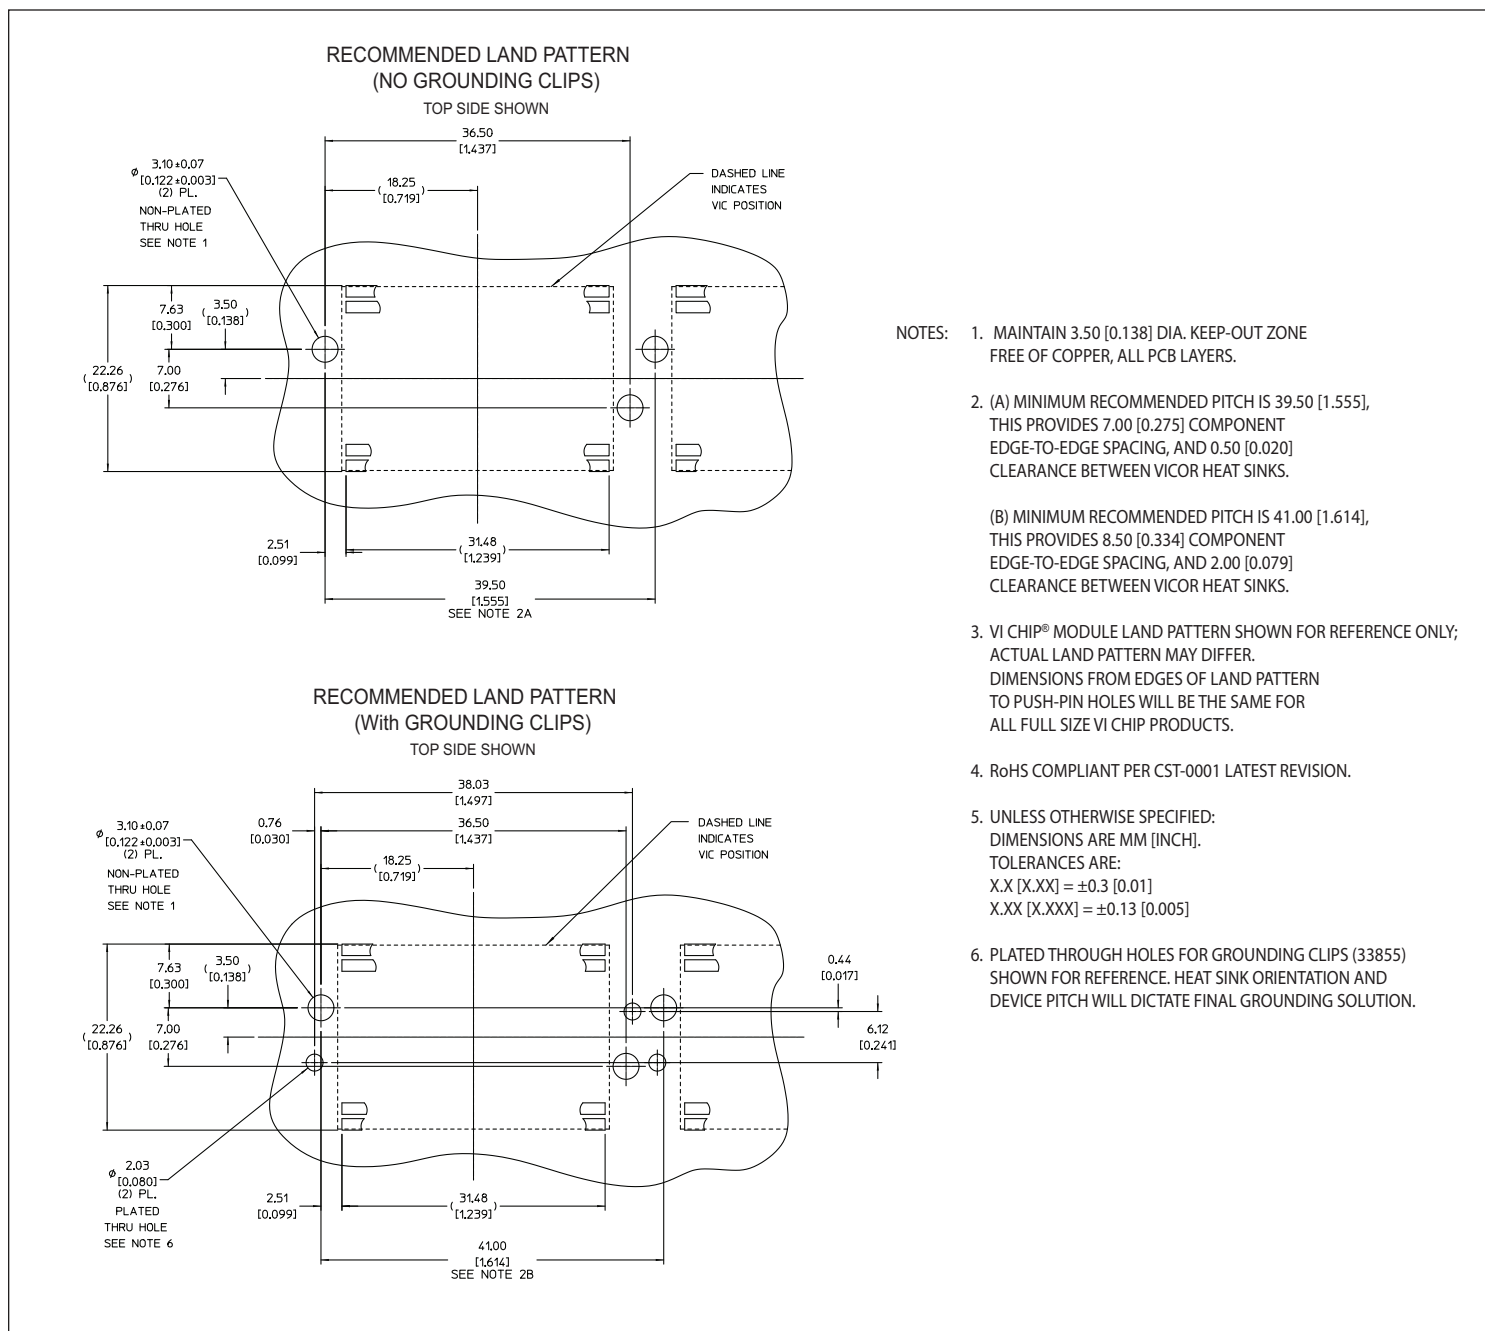 RECOMMENDED LAND PATTERN
(NO GROUNDING CLIPS)
TOP SIDE SHOWN
36.50
[1.437]
ø 3.10±0.07
[0.122±0.003]
(2) PL.
NON-PLATED
THRU HOLE
SEE NOTE 1
(18.25)
[0.719]
DASHED LINE
INDICATES
VIC POSITION
7.63
[0.300]
(3.50)
[0.138]
(22.26)
[0.876]
7.00
[0.276]
2.51
[0.099]
(31.48)
[1.239]
39.50
[1.555]
SEE NOTE 2A
RECOMMENDED LAND PATTERN
(With GROUNDING CLIPS)
TOP SIDE SHOWN
38.03
[1.497]
ø 3.10±0.07
[0.122±0.003]
(2) PL.
NON-PLATED
THRU HOLE
SEE NOTE 1
0.76
[0.030]
36.50
[1.437]
(18.25)
[0.719]
DASHED LINE
INDICATES
VIC POSITION
7.63
[0.300]
(3.50)
[0.138]
0.44
[0.017]
(22.26)
[0.876]
7.00
[0.276]
6.12
[0.241]
ø 2.03
[0.080]
(2) PL.
PLATED
THRU HOLE
SEE NOTE 6
2.51
[0.099]
(31.48)
[1.239]
41.00
[1.614]
SEE NOTE 2B
NOTES: 1. MAINTAIN 3.50 [0.138] DIA. KEEP-OUT ZONE
FREE OF COPPER, ALL PCB LAYERS.
2. (A) MINIMUM RECOMMENDED PITCH IS 39.50 [1.555],
THIS PROVIDES 7.00 [0.275] COMPONENT
EDGE-TO-EDGE SPACING, AND 0.50 [0.020]
CLEARANCE BETWEEN VICOR HEAT SINKS.
(B) MINIMUM RECOMMENDED PITCH IS 41.00 [1.614],
THIS PROVIDES 8.50 [0.334] COMPONENT
EDGE-TO-EDGE SPACING, AND 2.00 [0.079]
CLEARANCE BETWEEN VICOR HEAT SINKS.
3. VI CHIP® MODULE LAND PATTERN SHOWN FOR REFERENCE ONLY;
ACTUAL LAND PATTERN MAY DIFFER.
DIMENSIONS FROM EDGES OF LAND PATTERN
TO PUSH-PIN HOLES WILL BE THE SAME FOR
ALL FULL SIZE VI CHIP PRODUCTS.
4. RoHS COMPLIANT PER CST-0001 LATEST REVISION.
5. UNLESS OTHERWISE SPECIFIED:
DIMENSIONS ARE MM [INCH].
TOLERANCES ARE:
X.X [X.XX] = ±0.3 [0.01]
X.XX [X.XXX] = ±0.13 [0.005]
6. PLATED THROUGH HOLES FOR GROUNDING CLIPS (33855)
SHOWN FOR REFERENCE. HEAT SINK ORIENTATION AND
DEVICE PITCH WILL DICTATE FINAL GROUNDING SOLUTION.